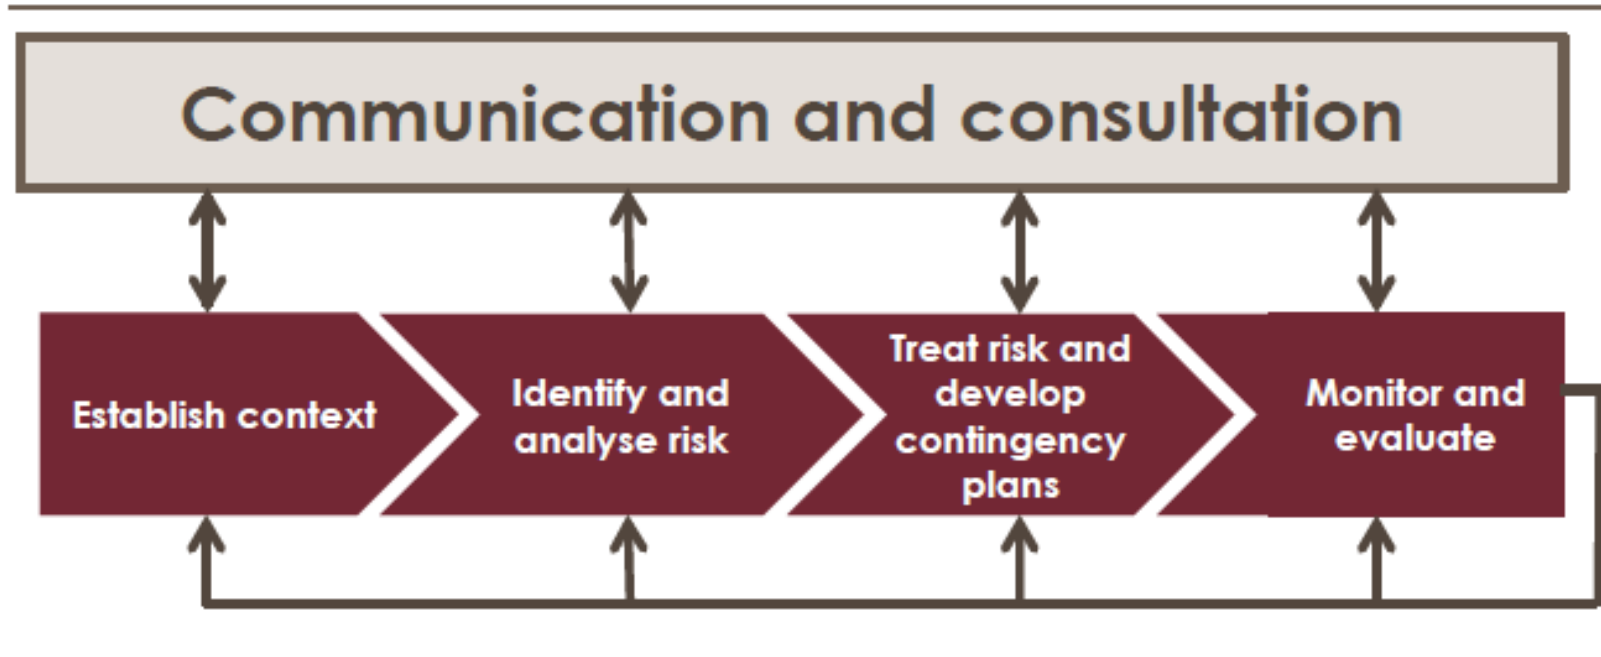 Communication and consultation
Establish context
Identify and
analyse risk
Treat risk and
develop
contingency
plans
Monitor and
evaluate